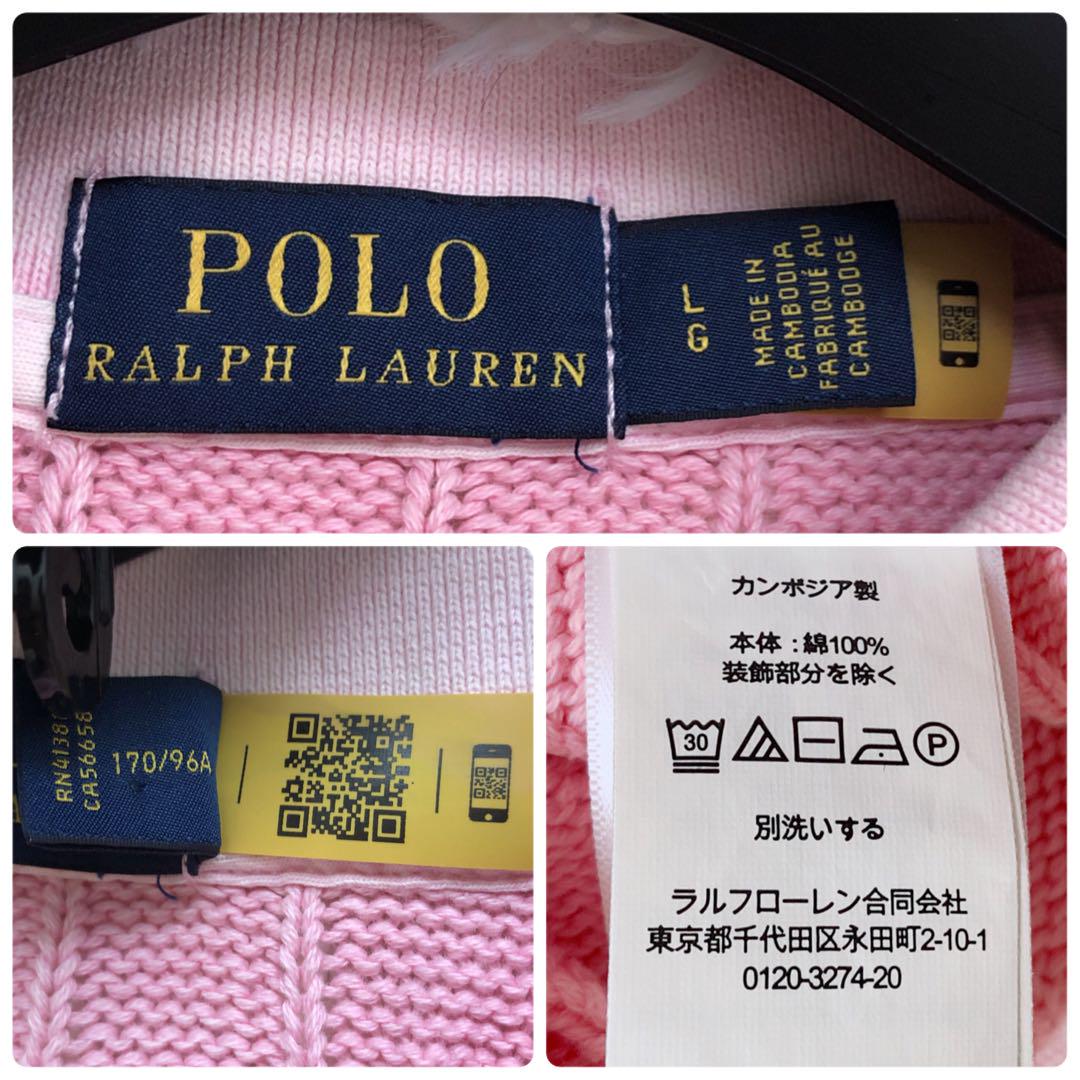 POLO
RALPH LAUREN
L
G
MADE IN
CAMBODIA
FABRIQUÉ AU
CAMBODGE
CA56658
170/96A
カンボジア製
本体：綿100%
装飾部分を除く
30
P
別洗いする
ラルフローレン合同会社
東京都千代田区永田町2-10-1
0120-3274-20